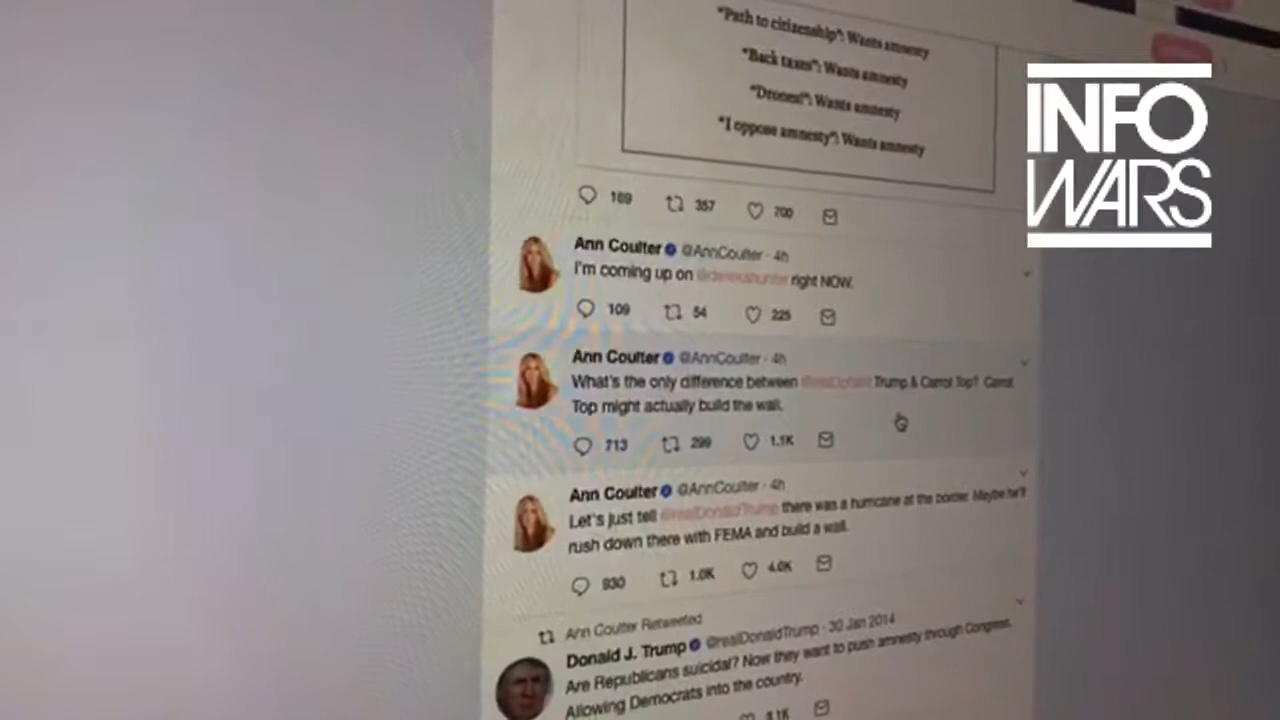 "Path to citizenship": Wants amnesty
"Back taxes": Wants amnesty
"Drones!": Wants amnesty
"I oppose amnesty": Wants amnesty
INFO
WARS
169 357 700
Ann Coulter @AnnCoulter · 4h
I'm coming up on @derekahunter right NOW.
109 54 225
Ann Coulter @AnnCoulter · 4h
What's the only difference between @realDonald Trump & Carrot Top? Carrot
Top might actually build the wall.
713 299 1.1K
Ann Coulter @AnnCoulter · 4h
Let's just tell @realDonaldTrump there was a hurricane at the border. Maybe he'll
rush down there with FEMA and build a wall.
930 1.0K 4.0K
Ann Coulter Retweeted
Donald J. Trump @realDonaldTrump · 30 Jan 2014
Are Republicans suicidal? Now they want to push amnesty through Congress.
Allowing Democrats into the country.